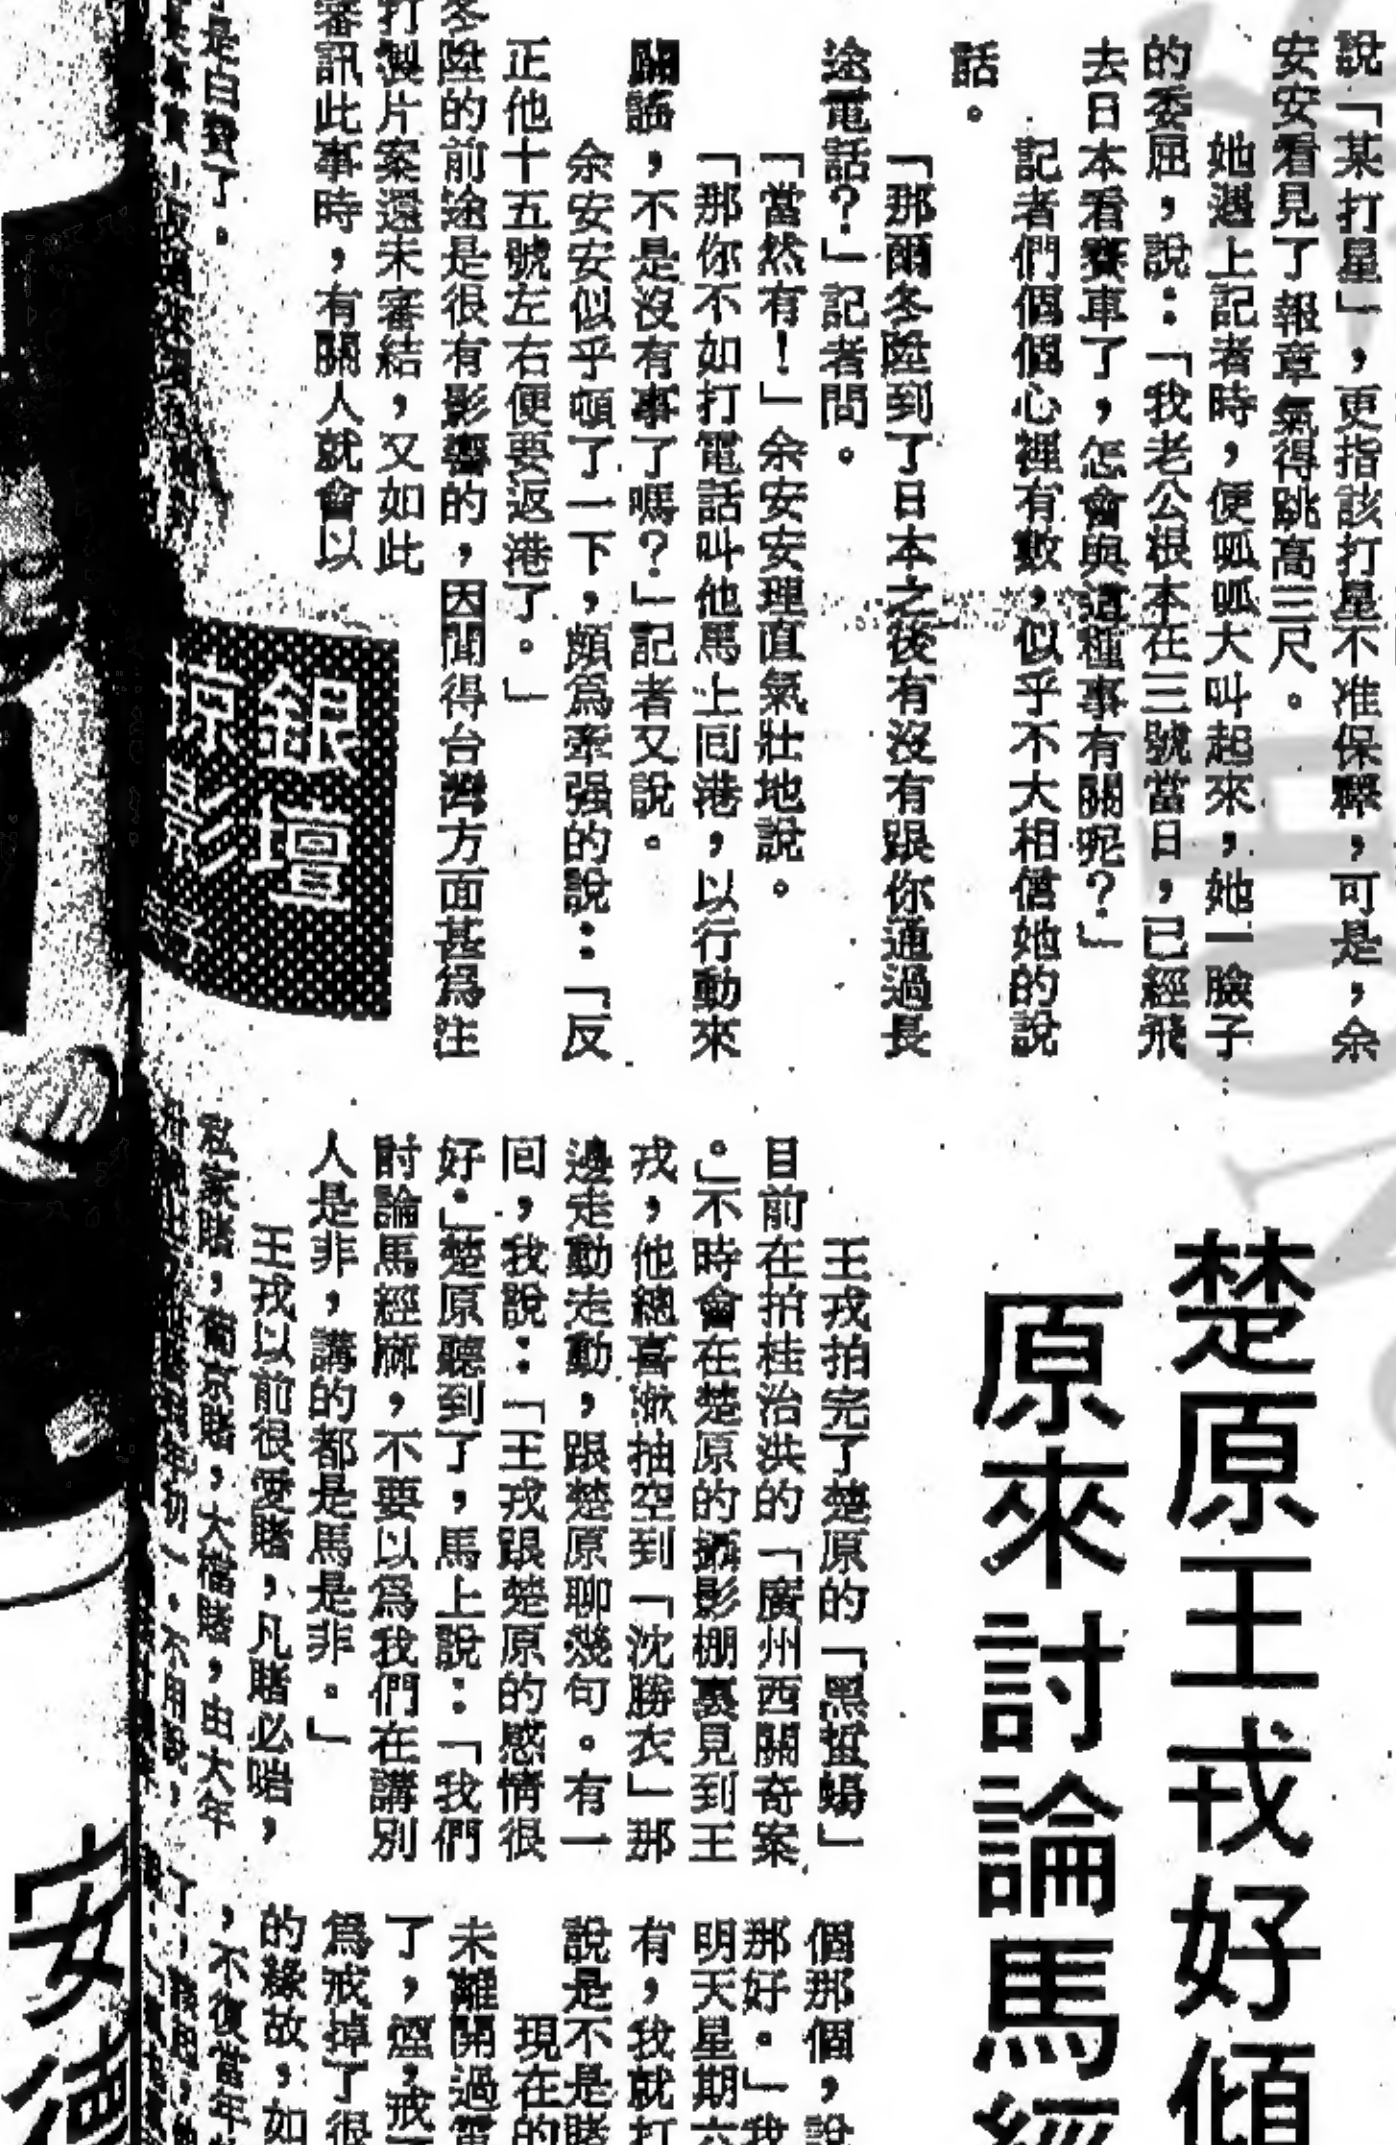 說「某打星」，更指該打星不准保釋，可是，余
安安看見了報章氣得跳高三尺。
她遇上記者時，便呱呱大叫起來，她一臉子
的委屈，說：「我老公根本在三號當日，已經飛
去日本看賽車了，怎會與這種事有關呢？」
記者們個個心裡有數，似乎不大相信她的說
話。
「那爾冬陞到了日本之後有沒有跟你通過長
途電話？」記者問。
「當然有！」余安安理直氣壯地說。
「那你不如打電話叫他馬上囘港，以行動來
闢謠，不是沒有事了嗎？」記者又說。
余安安似乎頓了一下，頗爲牽强的說：「反
正他十五號左右便要返港了。」
冬陞的前途是很有影響的，因聞得台灣方面甚爲注
打製片案還未審結，又如此
審訊此事時，有關人就會以
是白費了。
銀壇
掠影
楚原王戎好傾
原來討論馬經
王戎拍完了楚原的「黑蜥蜴」
目前在拍桂治洪的「廣州西關奇案
。」不時會在楚原的攝影棚裏見到王
戎，他總喜歡抽空到「沈勝衣」那
邊走動走動，跟楚原聊幾句。有一
囘，我說：「王戎跟楚原的感情很
好。」楚原聽到了，馬上說：「我們
討論馬經嘛，不要以爲我們在講別
人是非，講的都是馬是非。」
王戎以前很愛賭，凡賭必啱，
私家賭，葡京賭，大檔賭，由大年
個那個，說
那好。」我
明天星期六
有，我就打
說是不是賭
現在的
未離開過電
了，煙，戒了
爲戒掉了很
的緣故，如
，不復當年
安德